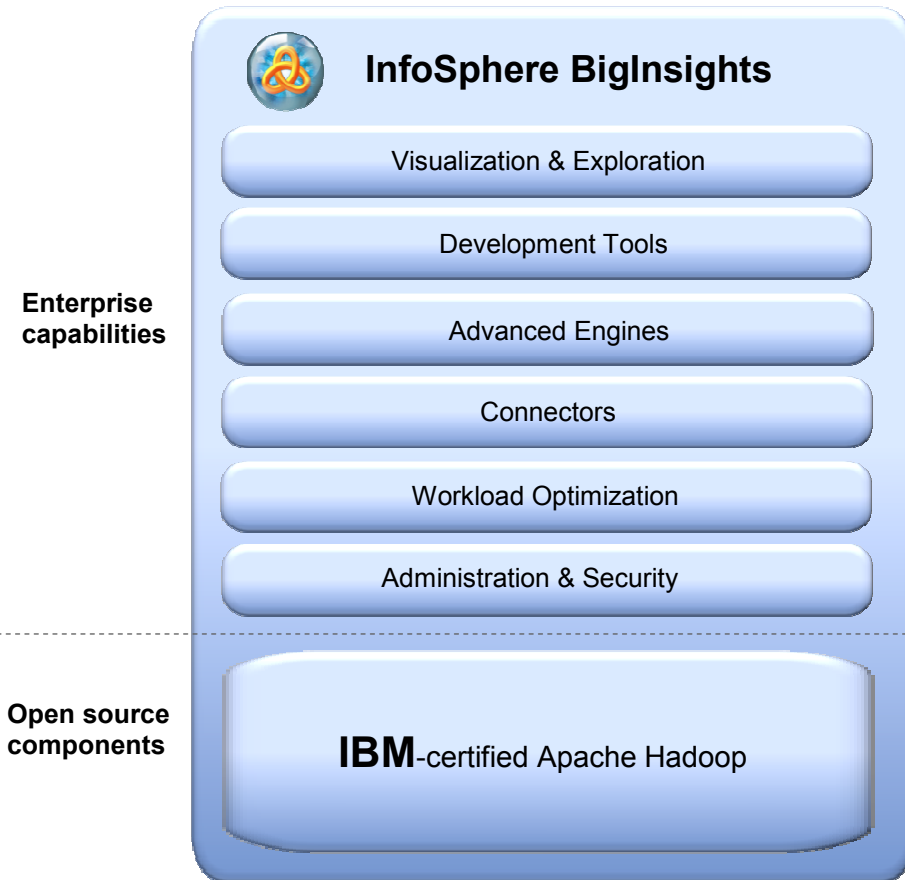 InfoSphere BigInsights
Visualization & Exploration
Development Tools
Enterprise
capabilities
Advanced Engines
Connectors
Workload Optimization
Administration & Security
Open source
components
IBM-certified Apache Hadoop